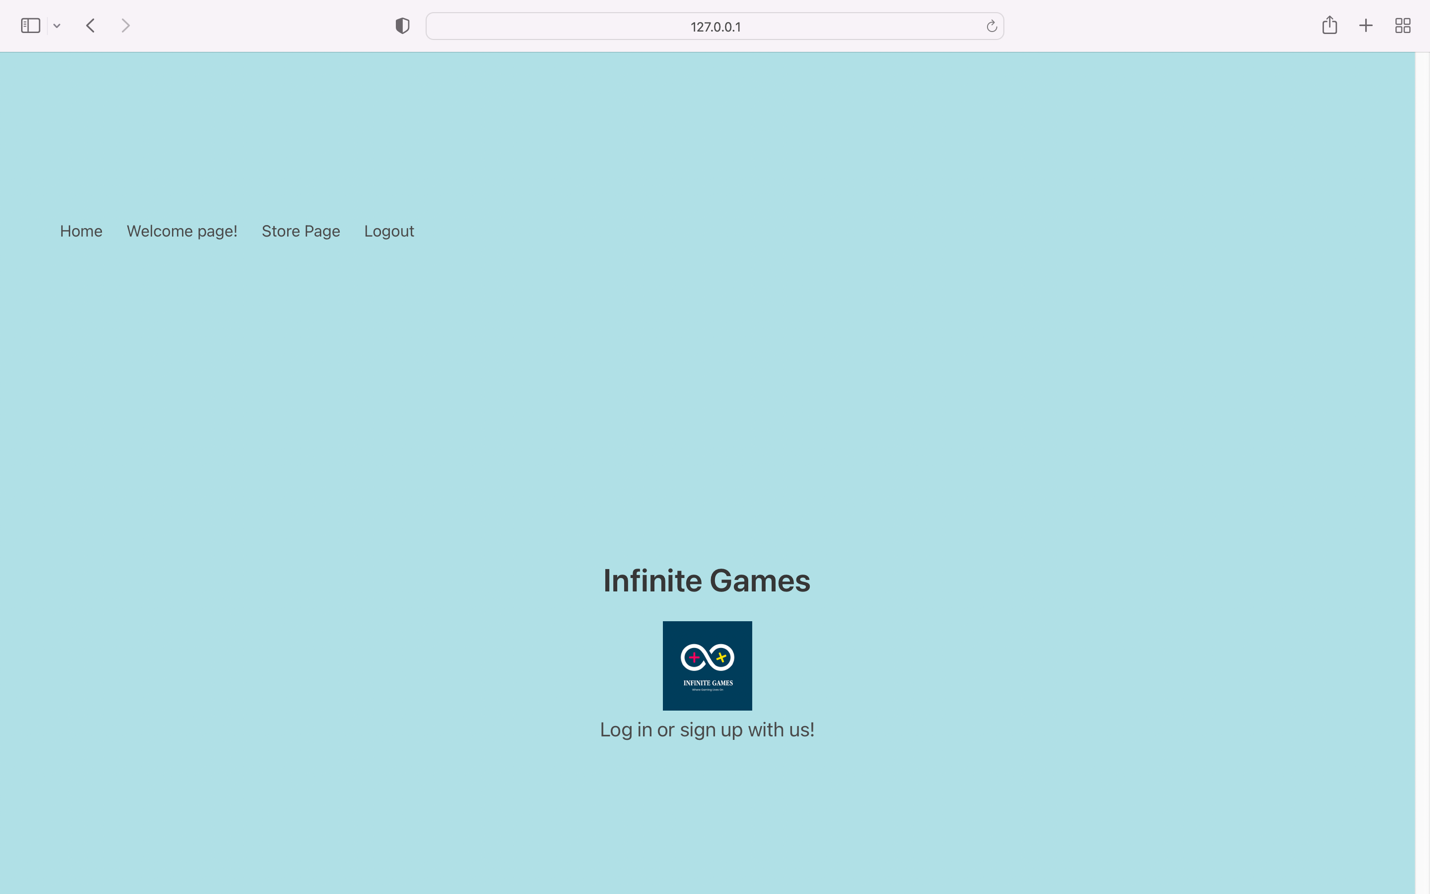 127.0.0.1
Home Welcome page! Store Page Logout
Infinite Games
INFINITE GAMES
Log in or sign up with us!